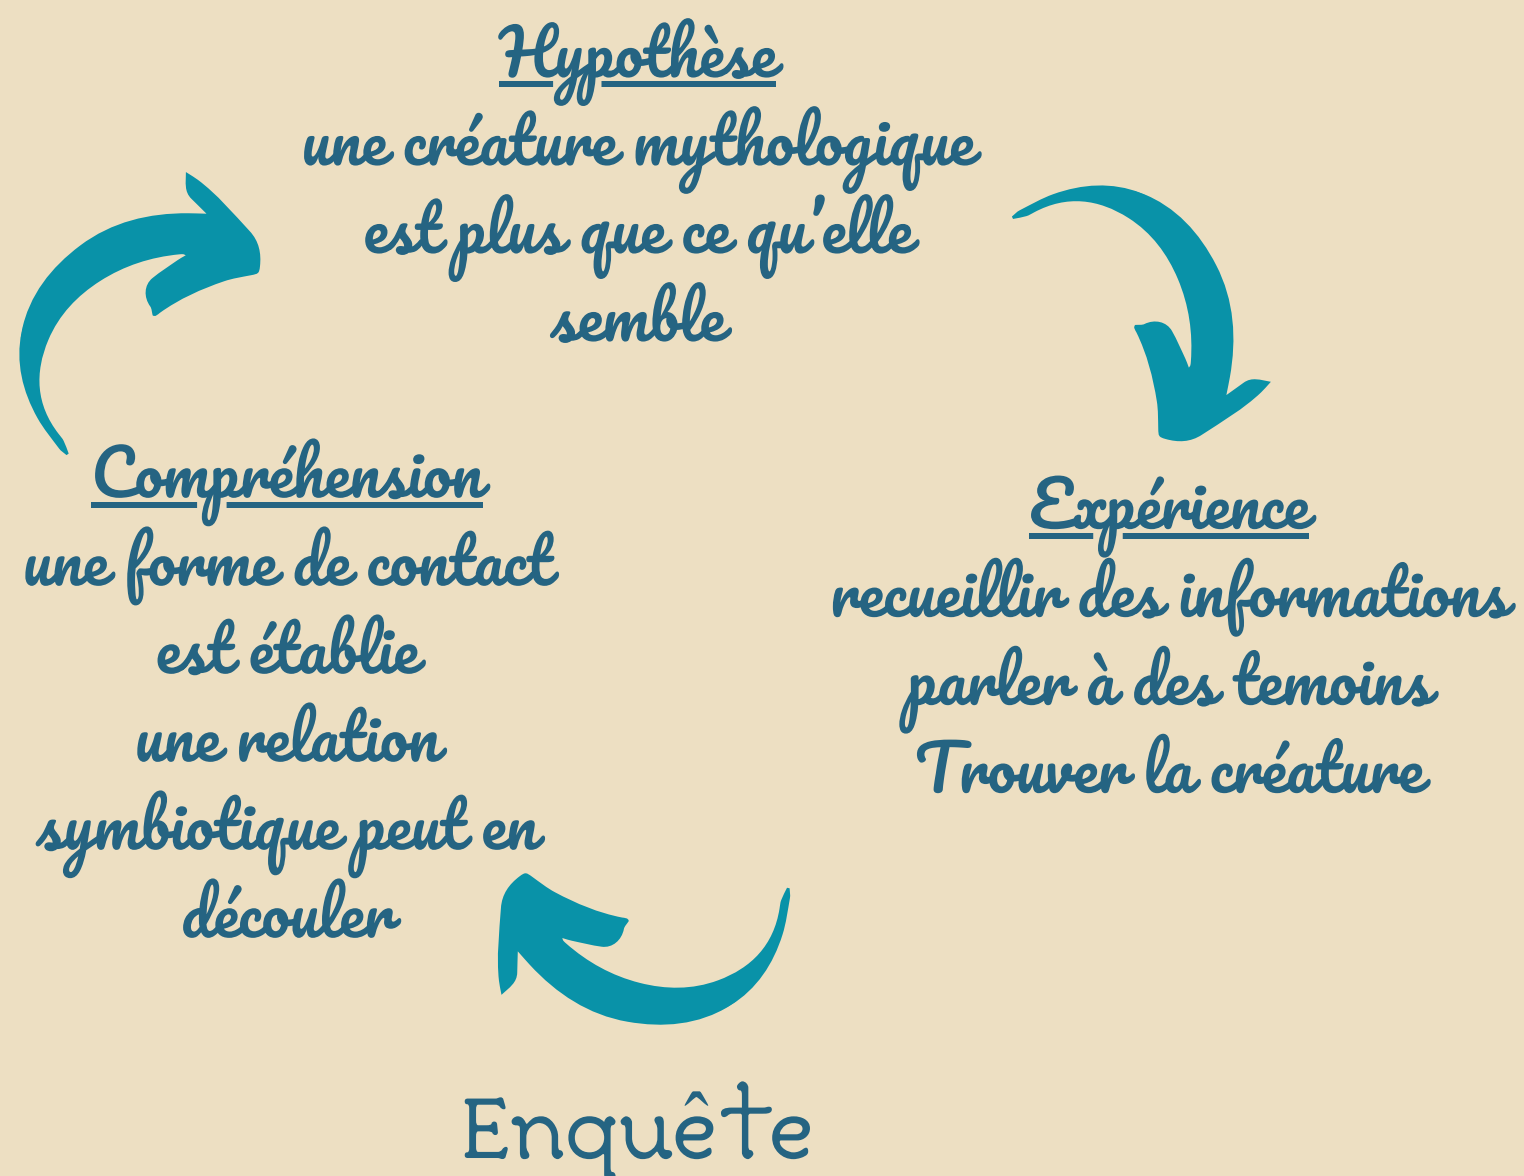 Hypothèse
une créature mythologique
est plus que ce qu'elle
semble
Compréhension
une forme de contact
est établie
une relation
symbiotique peut en
découler
Expérience
recueillir des informations
parler à des temoins
Trouver la créature
Enquête